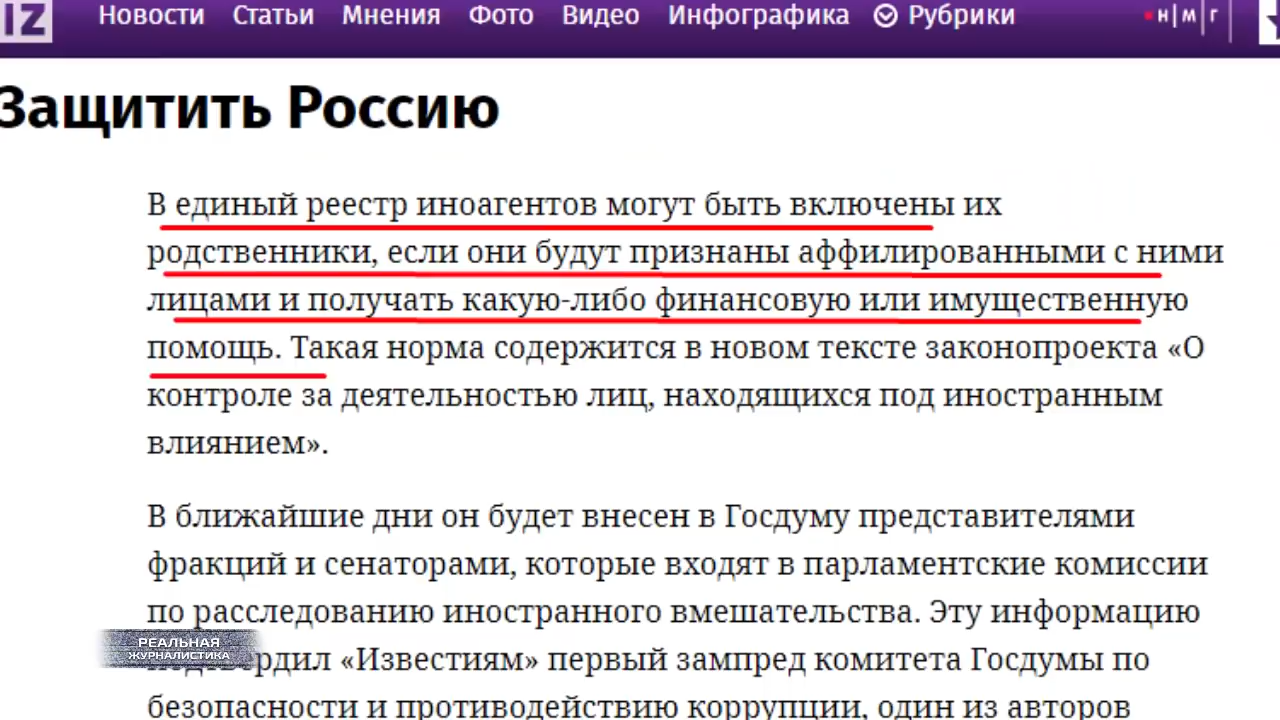 IZ Новости Статьи Мнения Фото Видео Инфографика Рубрики н|м|г
Защитить Россию
В единый реестр иноагентов могут быть включены их
родственники, если они будут признаны аффилированными с ними
лицами и получать какую-либо финансовую или имущественную
помощь. Такая норма содержится в новом тексте законопроекта «О
контроле за деятельностью лиц, находящихся под иностранным
влиянием».
В ближайшие дни он будет внесен в Госдуму представителями
фракций и сенаторами, которые входят в парламентские комиссии
по расследованию иностранного вмешательства. Эту информацию
РЕАЛЬНАЯ
ЖУРНАЛИСТИКА
«Известиям» первый зампред комитета Госдумы по
безопасности и противодействию коррупции, один из авторов